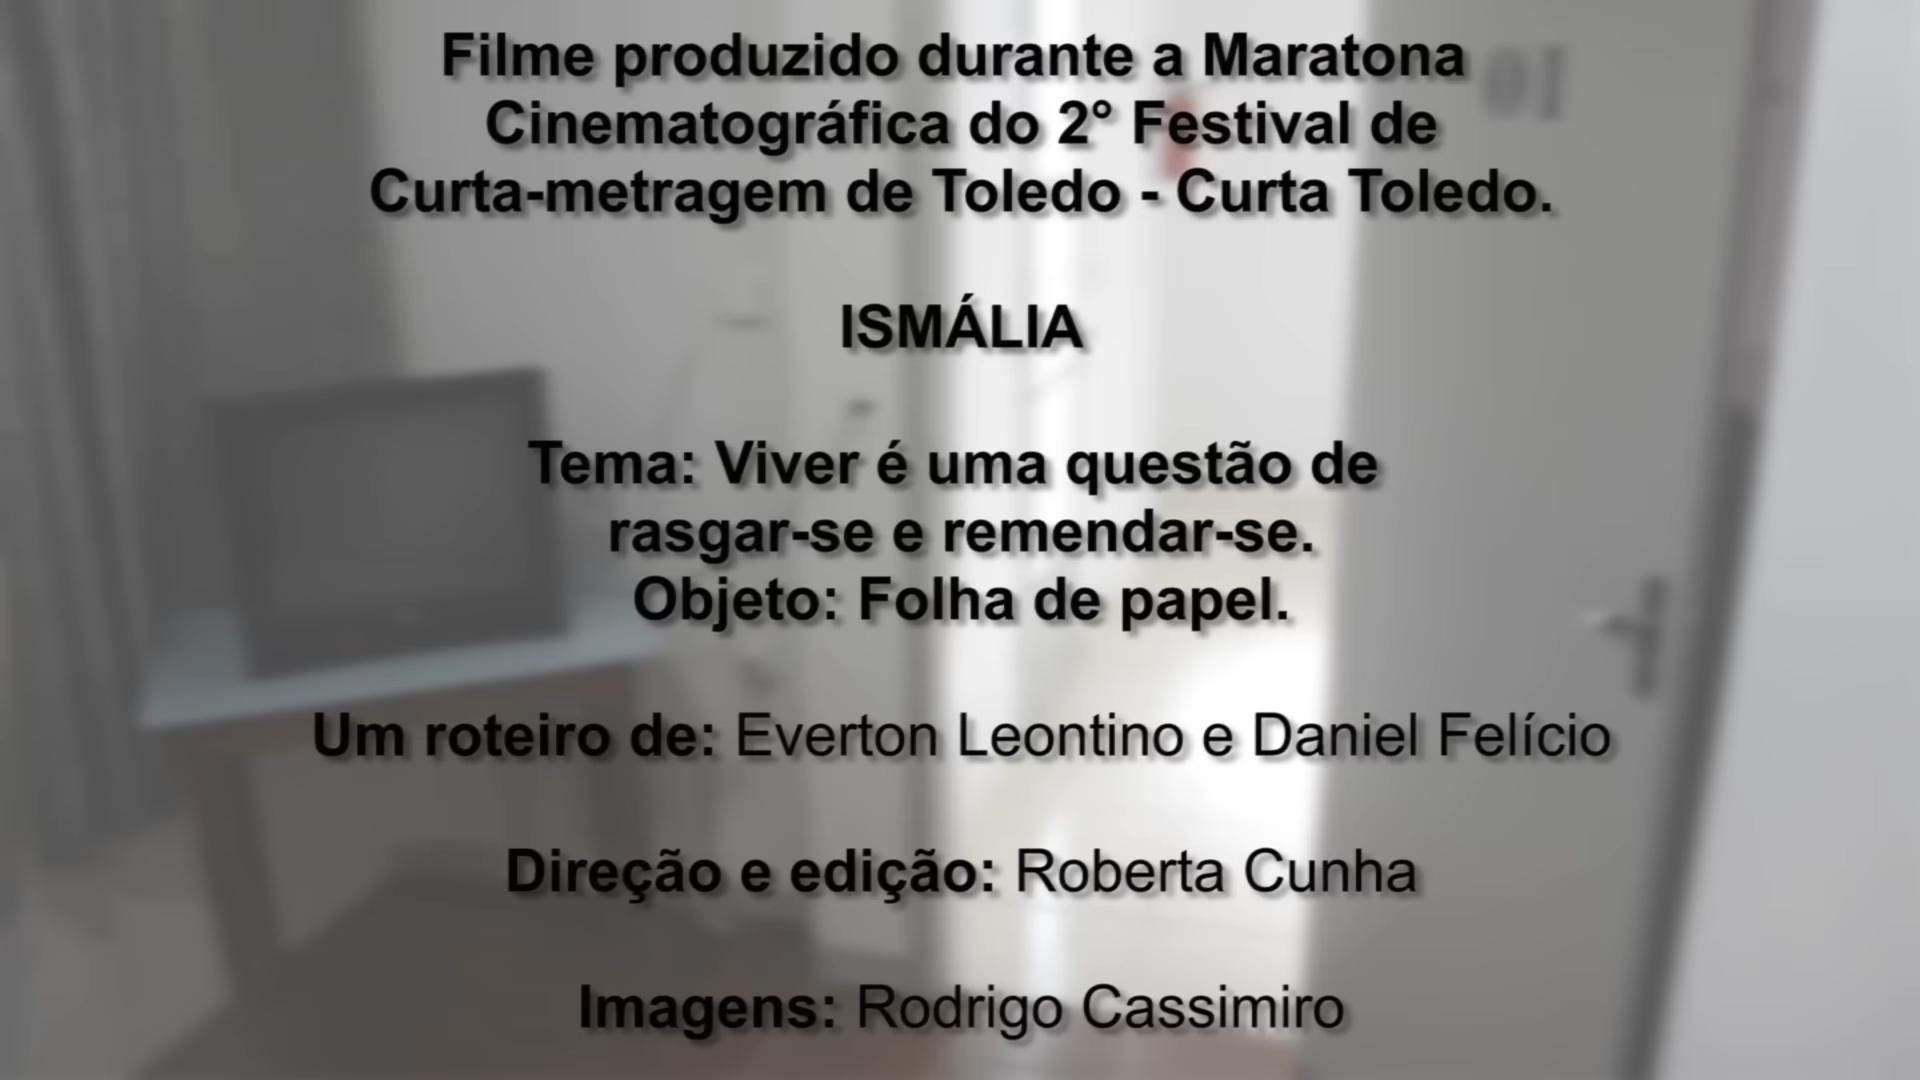 Filme produzido durante a Maratona
Cinematográfica do 2° Festival de
Curta-metragem de Toledo - Curta Toledo.
ISMÁLIA
Tema: Viver é uma questão de
rasgar-se e remendar-se.
Objeto: Folha de papel.
Um roteiro de: Everton Leontino e Daniel Felício
Direção e edição: Roberta Cunha
Imagens: Rodrigo Cassimiro